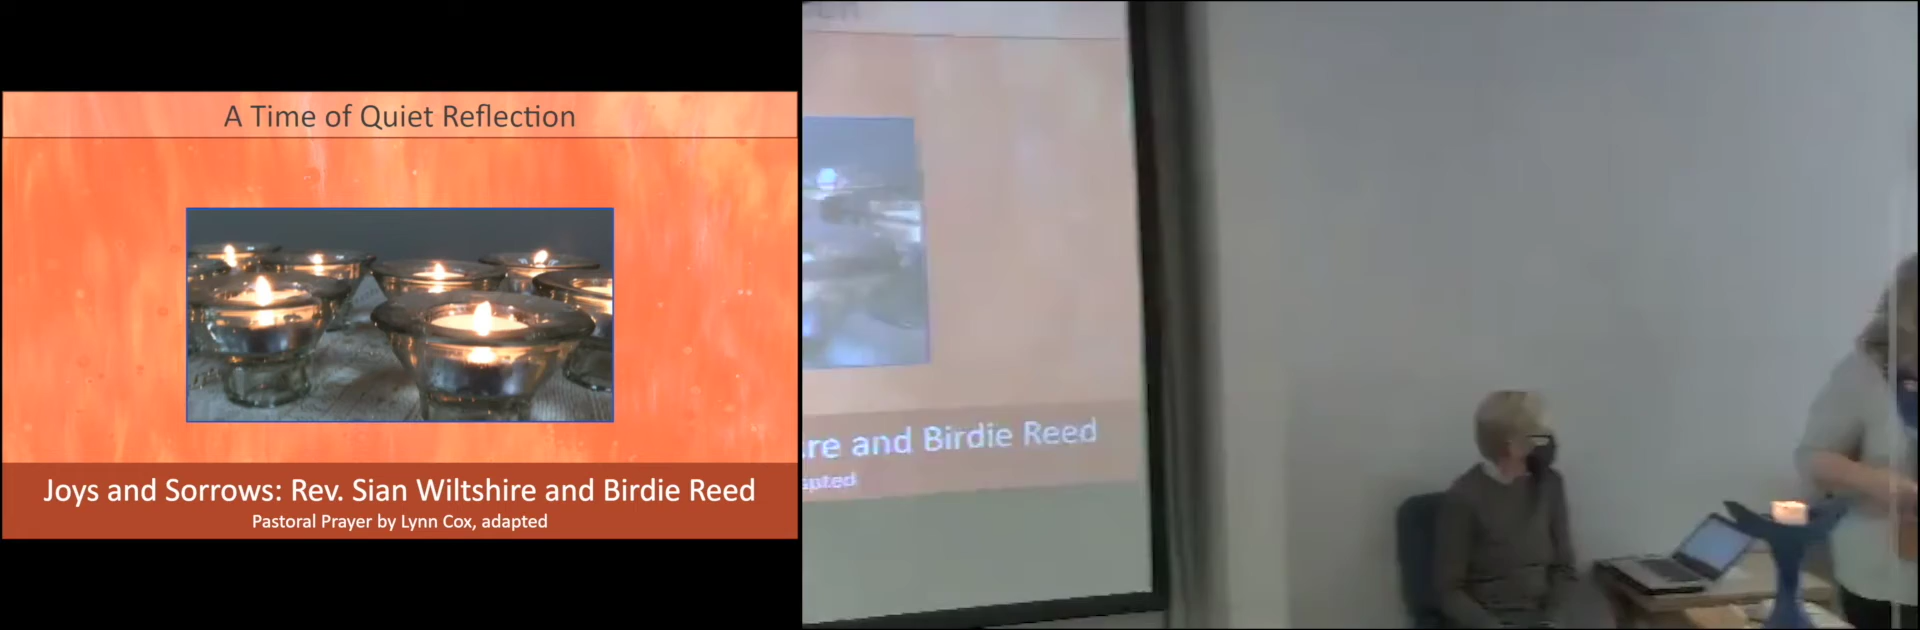 A Time of Quiet Reflection
Joys and Sorrows: Rev. Sian Wiltshire and Birdie Reed
Pastoral Prayer by Lynn Cox, adapted
re and Birdie Reed
apted